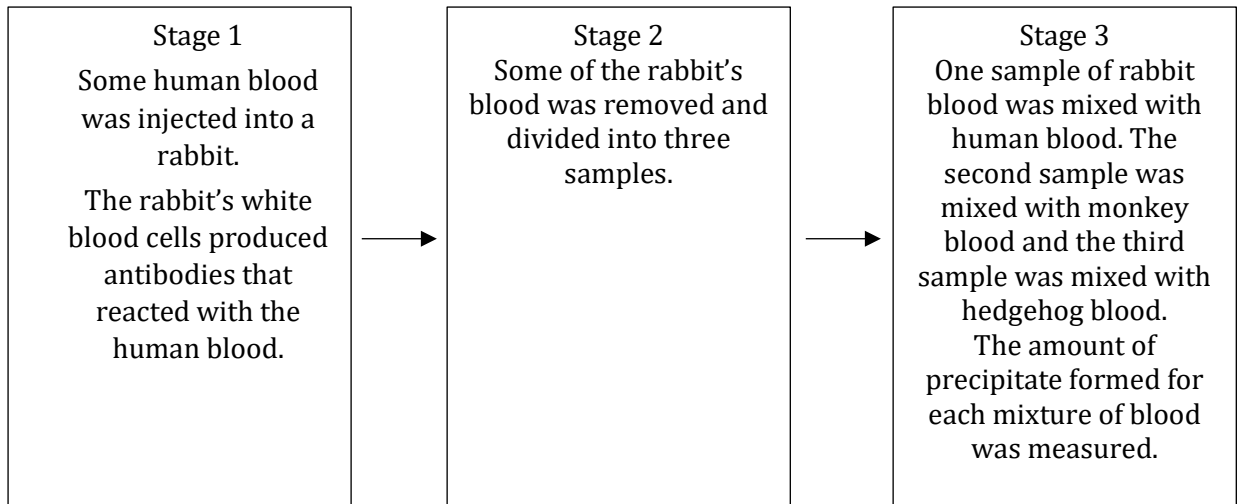 Stage 1
Some human blood
was injected into a
rabbit.
The rabbit’s white
blood cells produced
antibodies that
reacted with the
human blood.
Stage 2
Some of the rabbit’s
blood was removed and
divided into three
samples.
Stage 3
One sample of rabbit
blood was mixed with
human blood. The
second sample was
mixed with monkey
blood and the third
sample was mixed with
hedgehog blood.
The amount of
precipitate formed for
each mixture of blood
was measured.